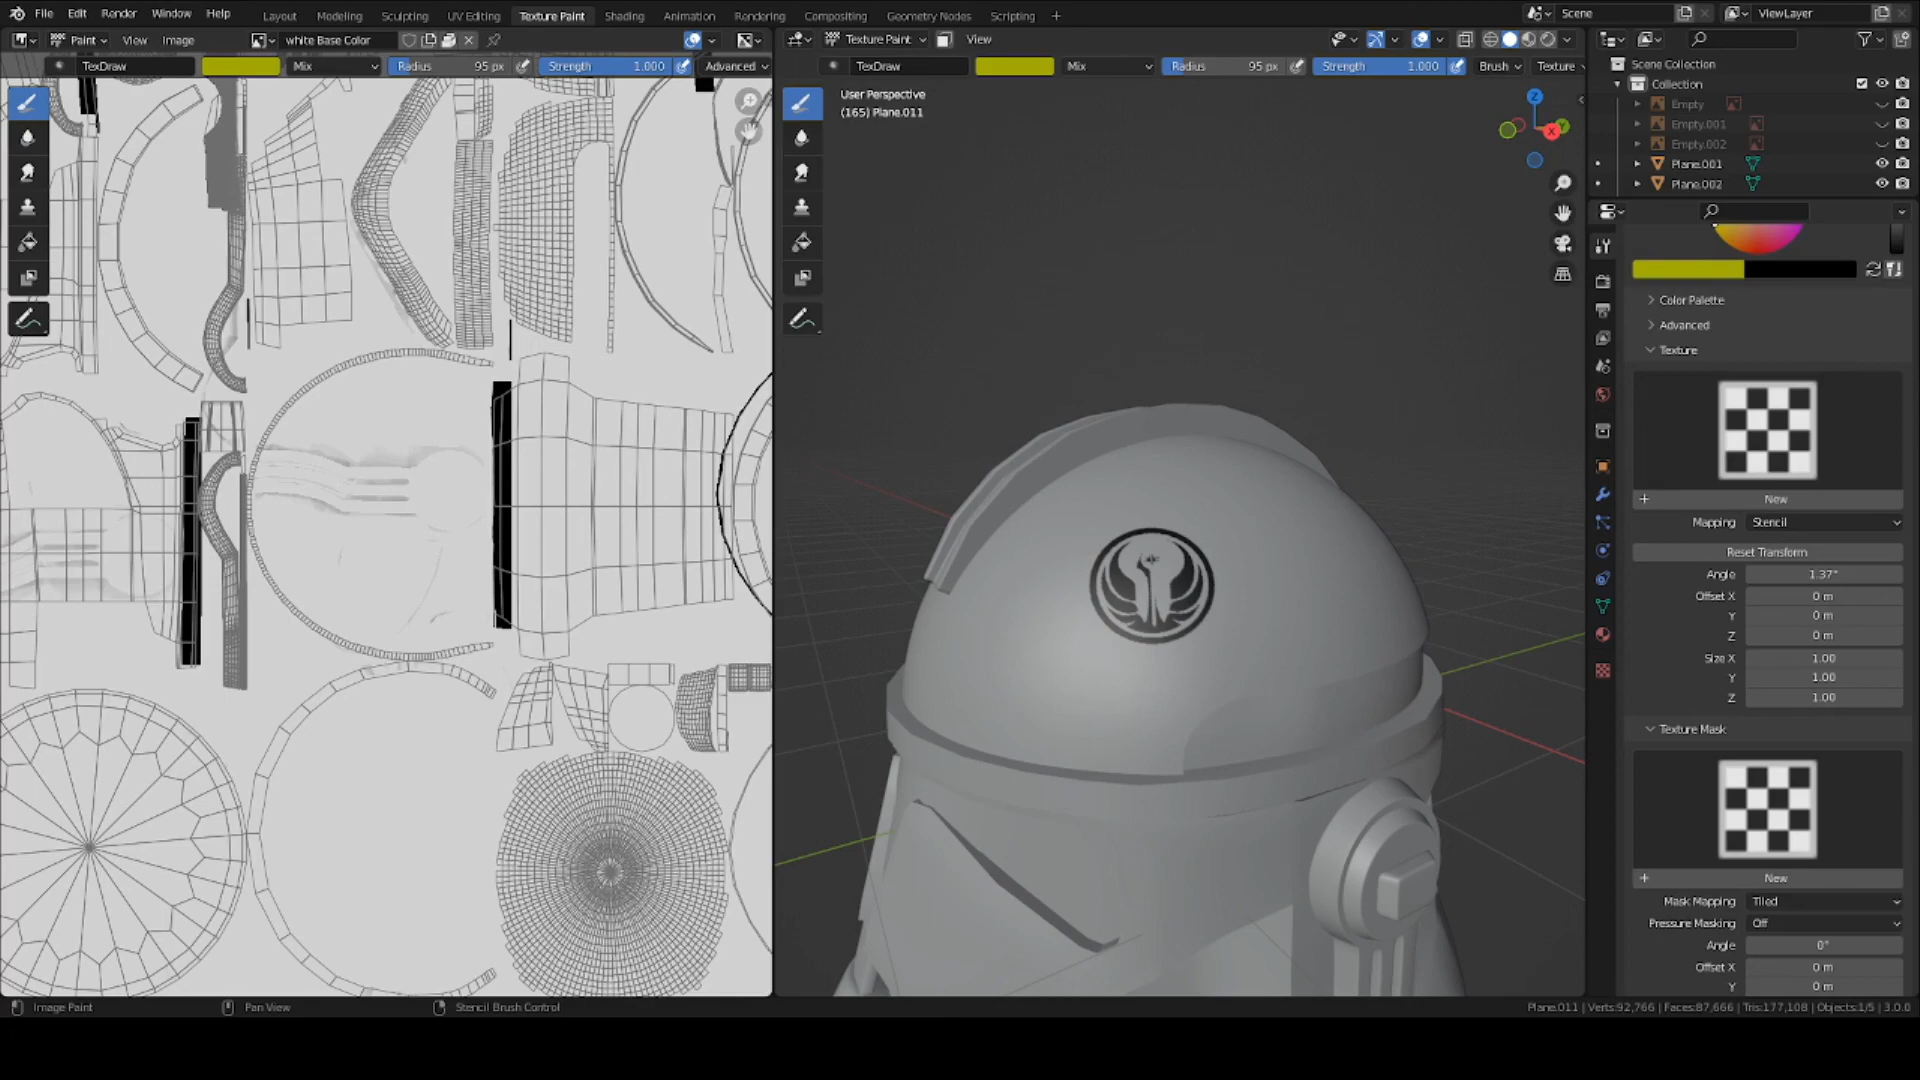 File Edit Render Window Help Layout Modeling Sculpting UV Editing Texture Paint Shading Animation Rendering Compositing Geometry Nodes Scripting + Scene ViewLayer
Paint View Image white Base Color Texture Paint View
TexDraw Mix Radius 95 px Strength 1.000 Advanced TexDraw Mix Radius 95 px Strength 1.000 Brush Texture
User Perspective
(165) Plane.011
Z
Y
X
Scene Collection
Collection
Empty
Empty.001
Empty.002
Plane.001
Plane.002
Color Palette
Advanced
Texture
+ New
Mapping Stencil
Reset Transform
Angle 1.37°
Offset X 0 m
Y 0 m
Z 0 m
Size X 1.00
Y 1.00
Z 1.00
Texture Mask
+ New
Mask Mapping Tiled
Pressure Masking Off
Angle 0°
Offset X 0 m
Y 0 m
Image Paint Pan View Stencil Brush Control Plane.011 | Verts:92,766 | Faces:87,666 | Tris:177,108 | Objects:1/5 | 3.0.0